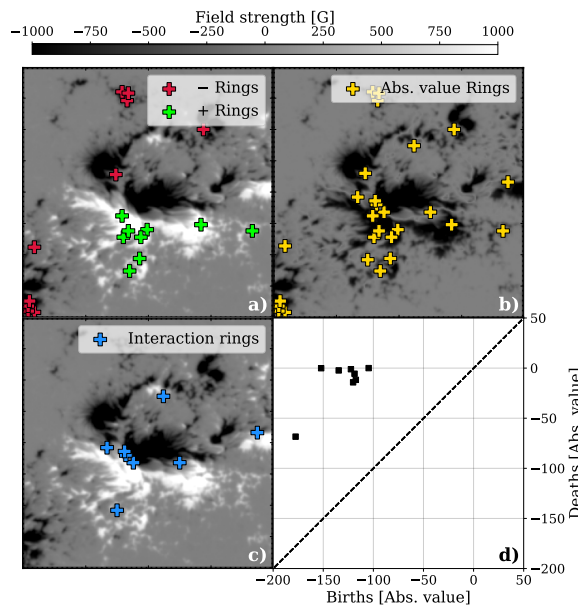 Field strength [G]
−1000 −750 −500 −250 0 250 500 750 1000
− Rings
+ Rings
a)
Abs. value Rings
b)
Interaction rings
c)
50
0
−50
−100
−150
−200
Deaths [Abs. value]
d)
−200 −150 −100 −50 0 50
Births [Abs. value]